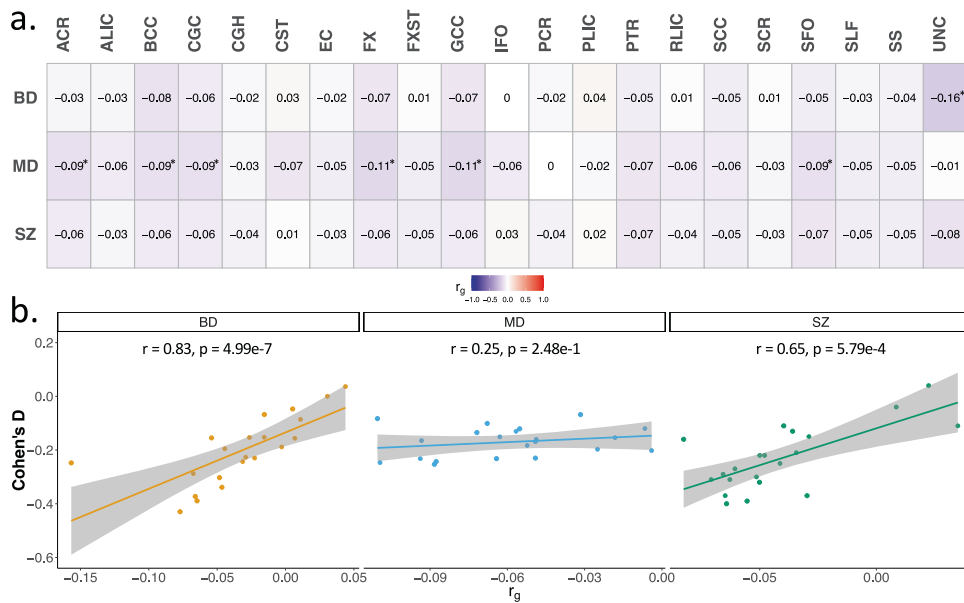 a.
ACR ALIC BCC CGC CGH CST EC FX FXST GCC IFO PCR PLIC PTR RLIC SCC SCR SFO SLF SS UNC
BD −0.03 −0.03 −0.08 −0.06 −0.02 0.03 −0.02 −0.07 0.01 −0.07 0 −0.02 0.04 −0.05 0.01 −0.05 0.01 −0.05 −0.03 −0.04 −0.16*
MD −0.09* −0.06 −0.09* −0.09* −0.03 −0.07 −0.05 −0.11* −0.05 −0.11* −0.06 0 −0.02 −0.07 −0.06 −0.06 −0.03 −0.09* −0.05 −0.05 −0.01
SZ −0.06 −0.03 −0.06 −0.06 −0.04 0.01 −0.03 −0.06 −0.05 −0.06 0.03 −0.04 0.02 −0.07 −0.04 −0.05 −0.03 −0.07 −0.05 −0.05 −0.08
rg −1.0 −0.5 0.0 0.5 1.0
b.
BD MD SZ
r = 0.83, p = 4.99e-7 r = 0.25, p = 2.48e-1 r = 0.65, p = 5.79e-4
Cohen's D
0.2
0.0
−0.2
−0.4
−0.6
−0.15 −0.10 −0.05 0.00 0.05 −0.09 −0.06 −0.03 0.00 −0.05 0.00
rg